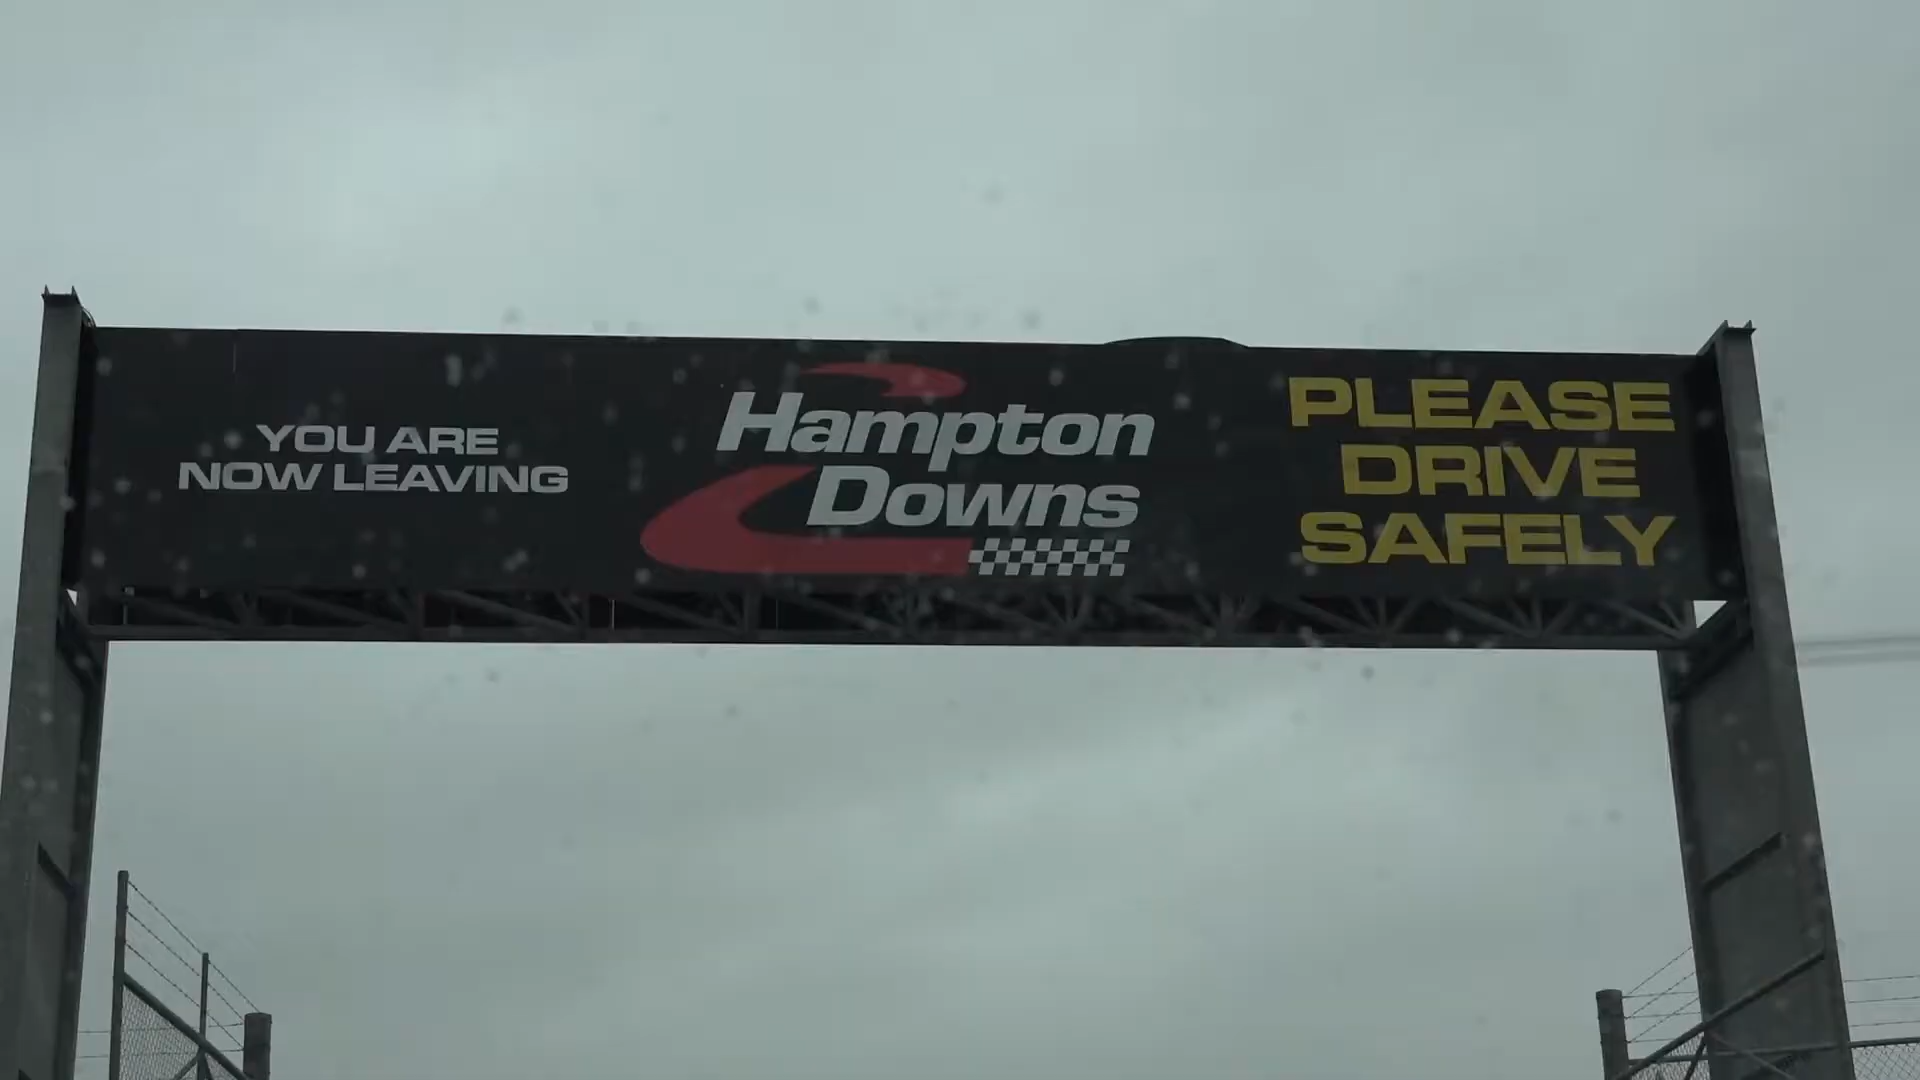 YOU ARE
NOW LEAVING
Hampton
Downs
PLEASE
DRIVE
SAFELY